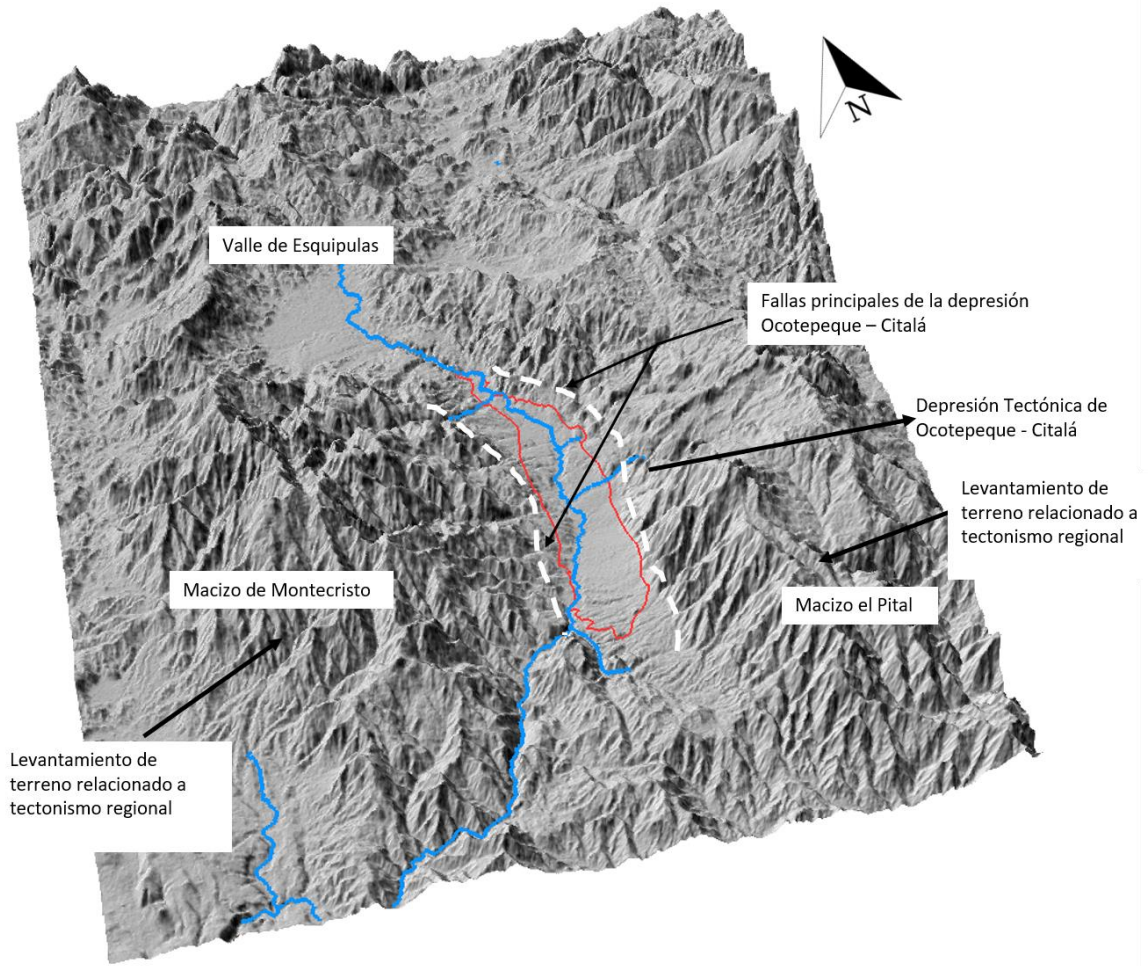 N
Valle de Esquipulas
Fallas principales de la depresión
Ocotepeque – Citalá
Depresión Tectónica de
Ocotepeque - Citalá
Levantamiento de
terreno relacionado a
tectonismo regional
Macizo de Montecristo
Macizo el Pital
Levantamiento de
terreno relacionado a
tectonismo regional